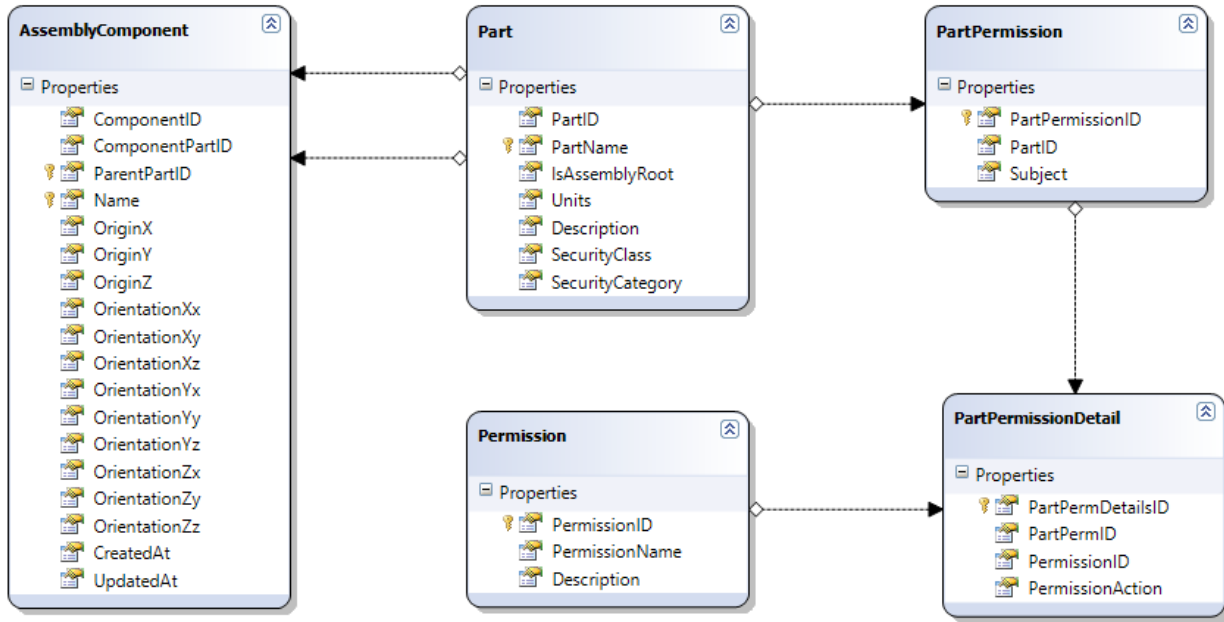 AssemblyComponent
Properties
ComponentID
ComponentPartID
ParentPartID
Name
OriginX
OriginY
OriginZ
OrientationXx
OrientationXy
OrientationXz
OrientationYx
OrientationYy
OrientationYz
OrientationZx
OrientationZy
OrientationZz
CreatedAt
UpdatedAt
Part
Properties
PartID
PartName
IsAssemblyRoot
Units
Description
SecurityClass
SecurityCategory
PartPermission
Properties
PartPermissionID
PartID
Subject
Permission
Properties
PermissionID
PermissionName
Description
PartPermissionDetail
Properties
PartPermDetailsID
PartPermID
PermissionID
PermissionAction